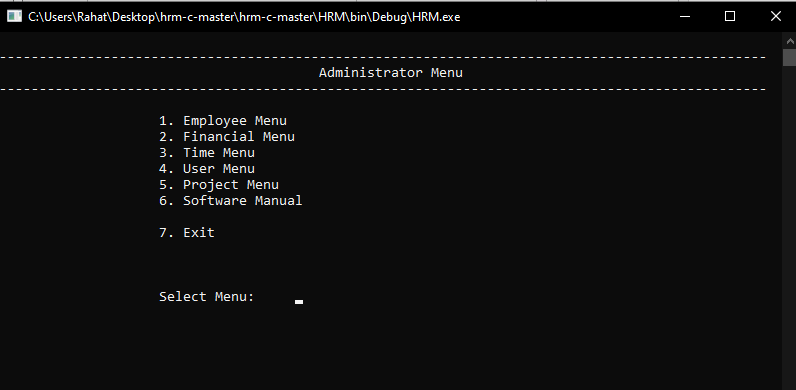 C:\Users\Rahat\Desktop\hrm-c-master\hrm-c-master\HRM\bin\Debug\HRM.exe
------------------------------------------------------------------------------------------------
Administrator Menu
------------------------------------------------------------------------------------------------
1. Employee Menu
2. Financial Menu
3. Time Menu
4. User Menu
5. Project Menu
6. Software Manual
7. Exit
Select Menu: